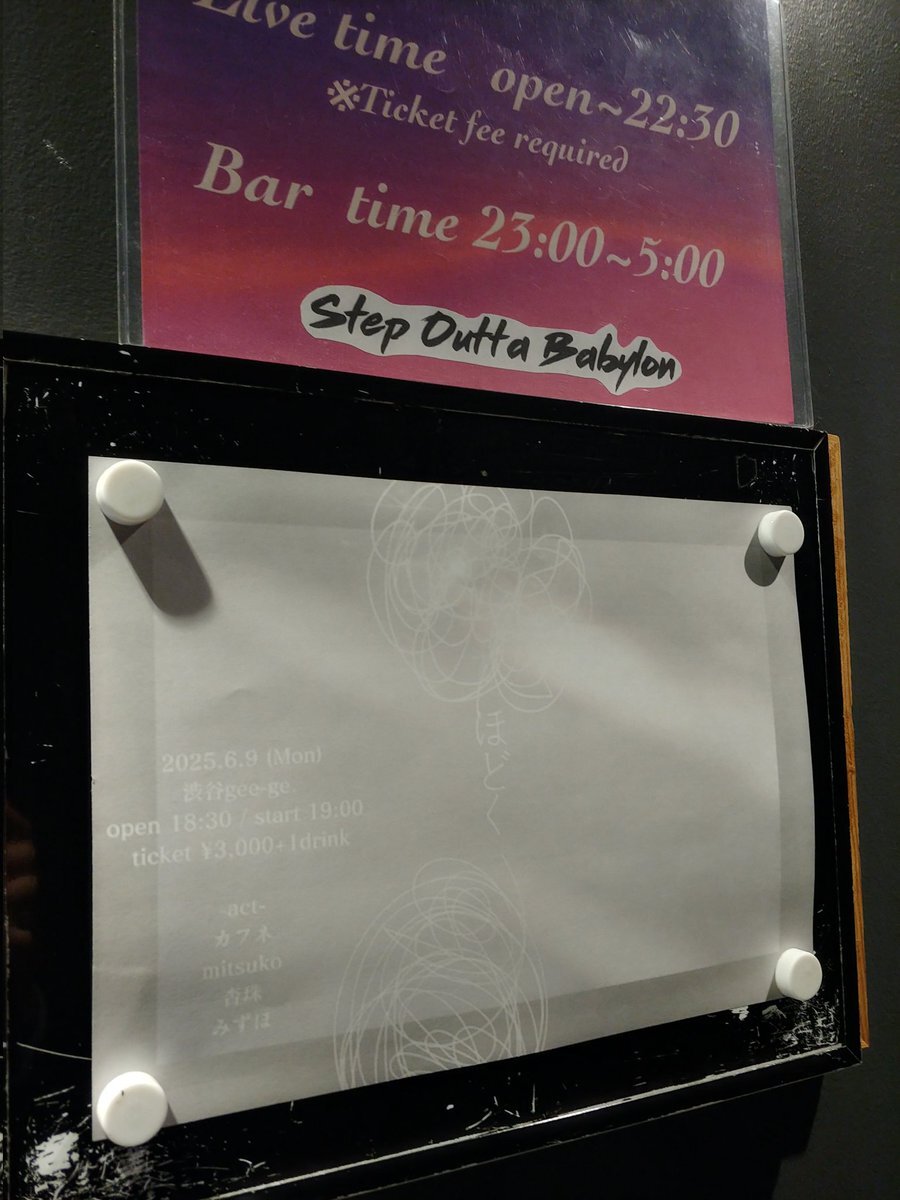 Live time open~22:30
※Ticket fee required
Bar time 23:00~5:00
Step Outta Babylon
ほどく
2025.6.9 (Mon)
渋谷gee-ge.
open 18:30 / start 19:00
ticket ¥3,000+1drink
-act-
カフネ
mitsuko
杏珠
みずほ